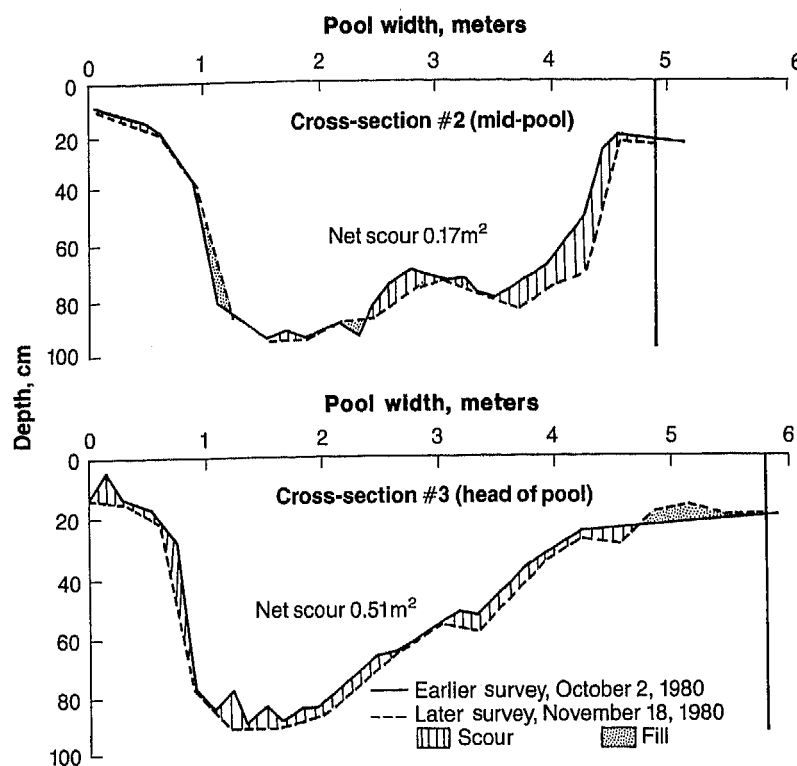 Pool width, meters
0 1 2 3 4 5 6
0
20
40
60
80
100
Cross-section #2 (mid-pool)
Net scour 0.17m²
Depth, cm
Pool width, meters
0 1 2 3 4 5 6
0
20
40
60
80
100
Cross-section #3 (head of pool)
Net scour 0.51m²
Earlier survey, October 2, 1980
Later survey, November 18, 1980
Scour Fill